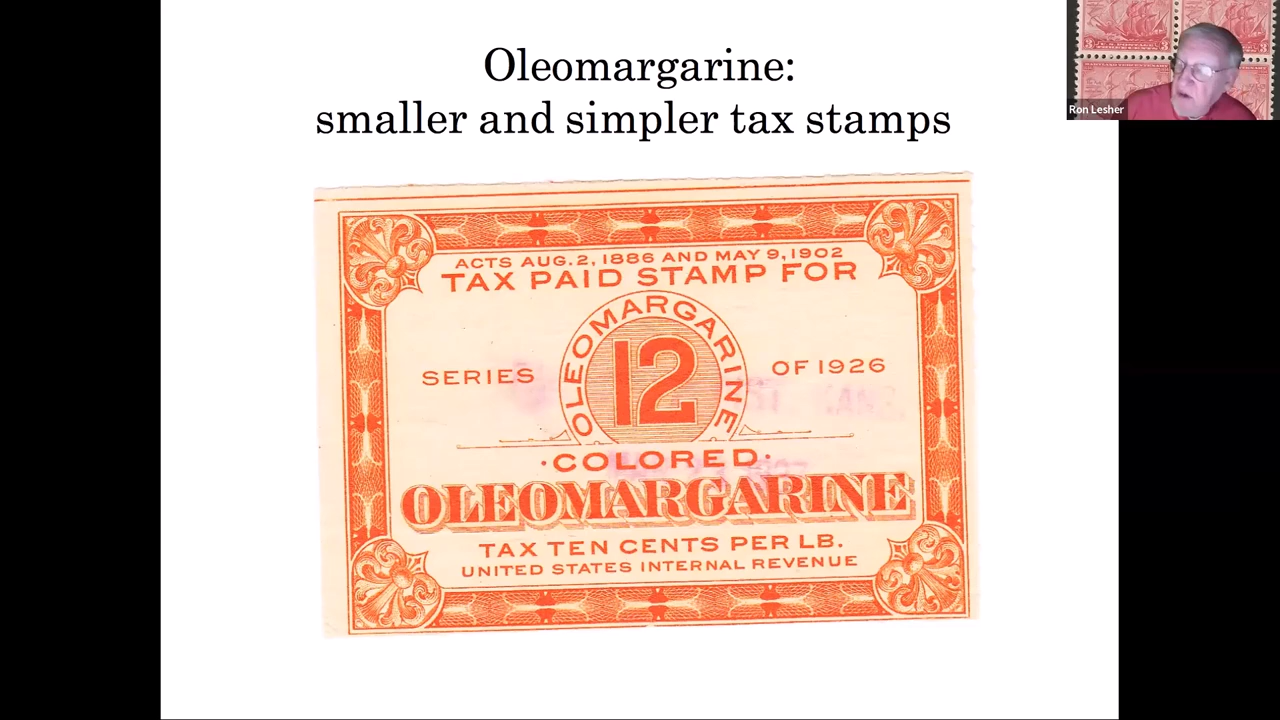 Oleomargarine:
smaller and simpler tax stamps
Ron Lesher
ACTS AUG. 2, 1886 AND MAY 9, 1902
TAX PAID STAMP FOR
OLEOMARGARINE
12
SERIES OF 1926
·COLORED·
OLEOMARGARINE
TAX TEN CENTS PER LB.
UNITED STATES INTERNAL REVENUE